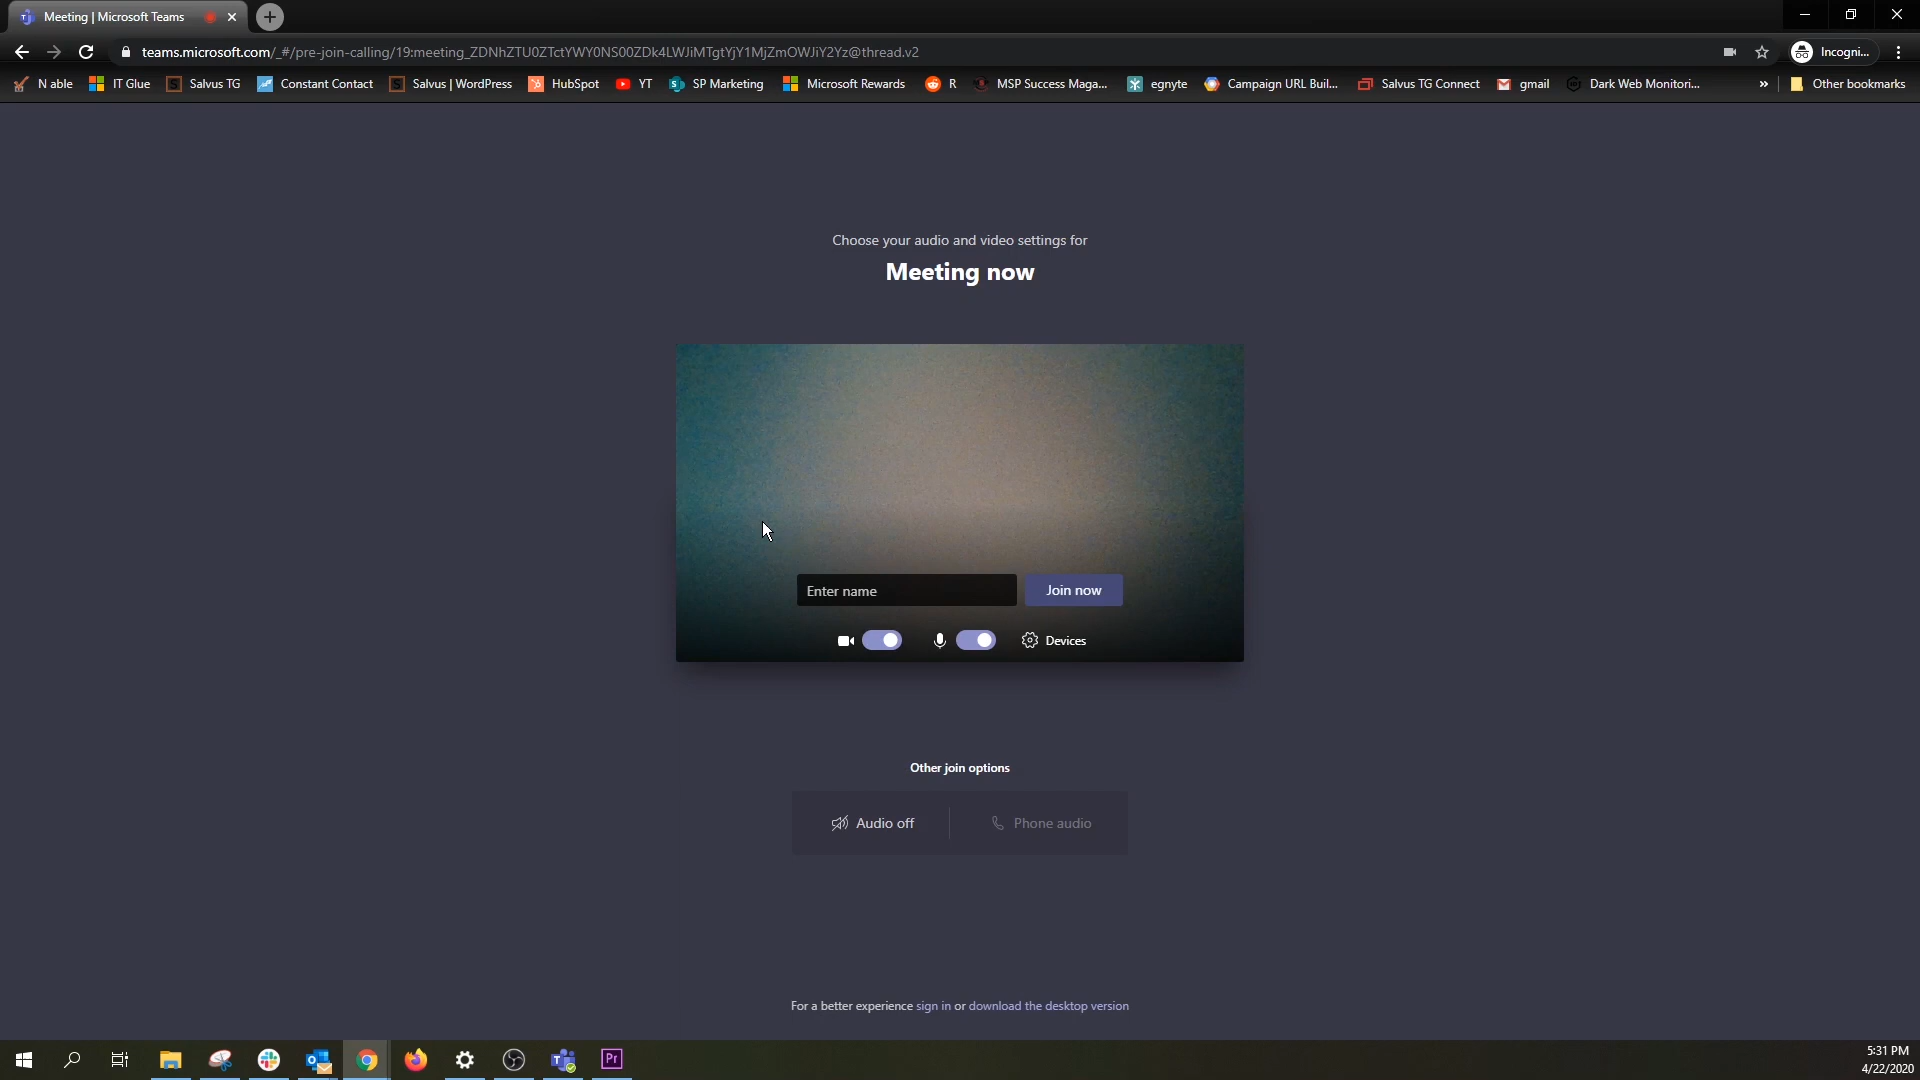 Meeting | Microsoft Teams
teams.microsoft.com/_#/pre-join-calling/19:meeting_ZDNhZTU0ZTctYWY0NS00ZDk4LWJiMTgtYjY1MjZmOWJiY2Yz@thread.v2
Incogni...
N able IT Glue Salvus TG Constant Contact Salvus | WordPress HubSpot YT SP Marketing Microsoft Rewards R MSP Success Maga... egnyte Campaign URL Buil... Salvus TG Connect gmail Dark Web Monitori... » Other bookmarks
Choose your audio and video settings for
Meeting now
Enter name Join now
Devices
Other join options
Audio off Phone audio
For a better experience sign in or download the desktop version
Pr
5:31 PM
4/22/2020